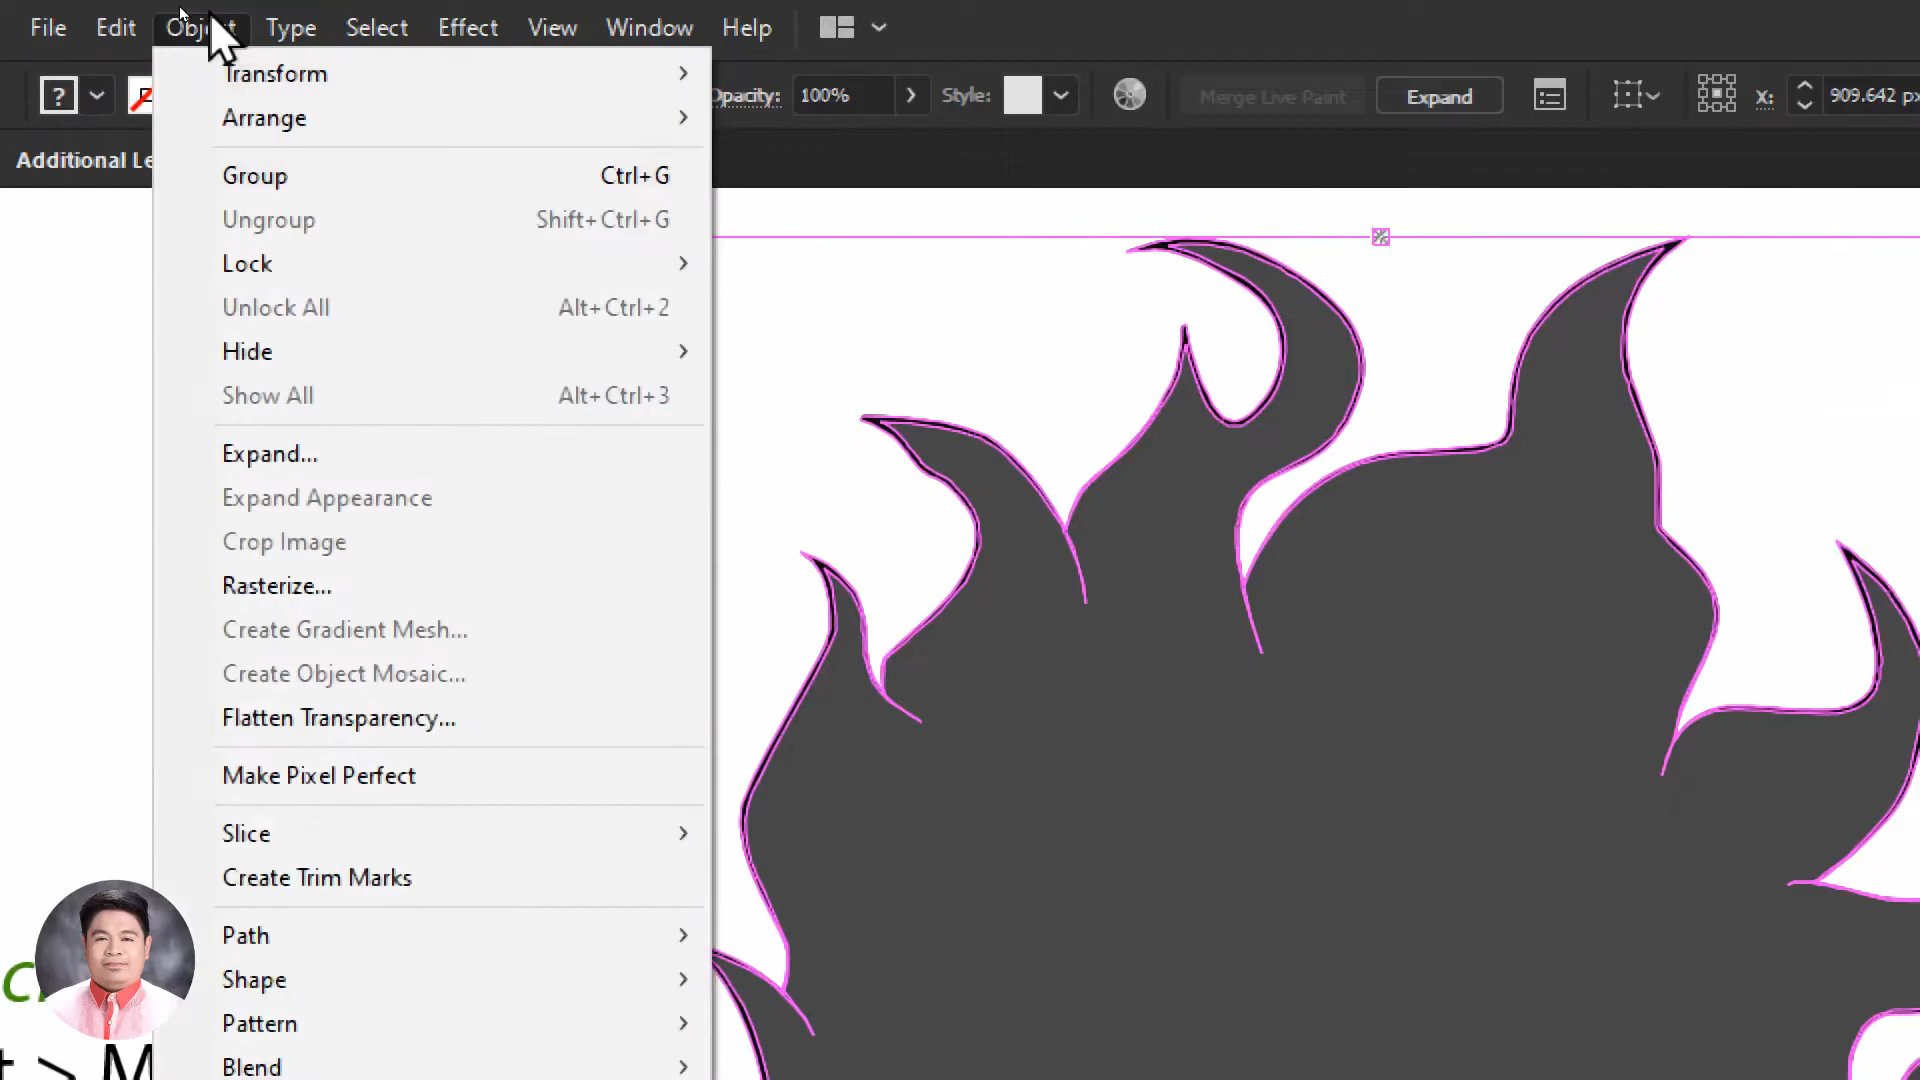 File Edit Object Type Select Effect View Window Help
? Opacity: 100% Style: Merge Live Paint Expand X: 909.642 px
Additional Le
Transform
Arrange
Group Ctrl+G
Ungroup Shift+Ctrl+G
Lock
Unlock All Alt+Ctrl+2
Hide
Show All Alt+Ctrl+3
Expand...
Expand Appearance
Crop Image
Rasterize...
Create Gradient Mesh...
Create Object Mosaic...
Flatten Transparency...
Make Pixel Perfect
Slice
Create Trim Marks
Path
Shape
Pattern
Blend
t > M